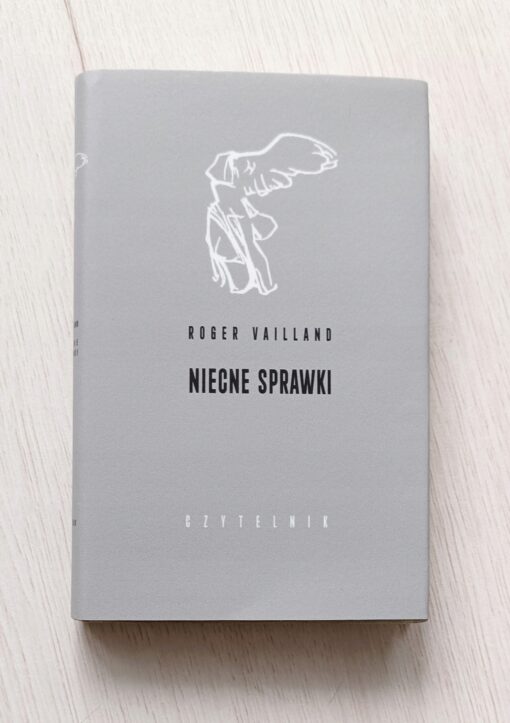 ROGER VAILLAND
NIECNE SPRAWKI
CZYTELNIK